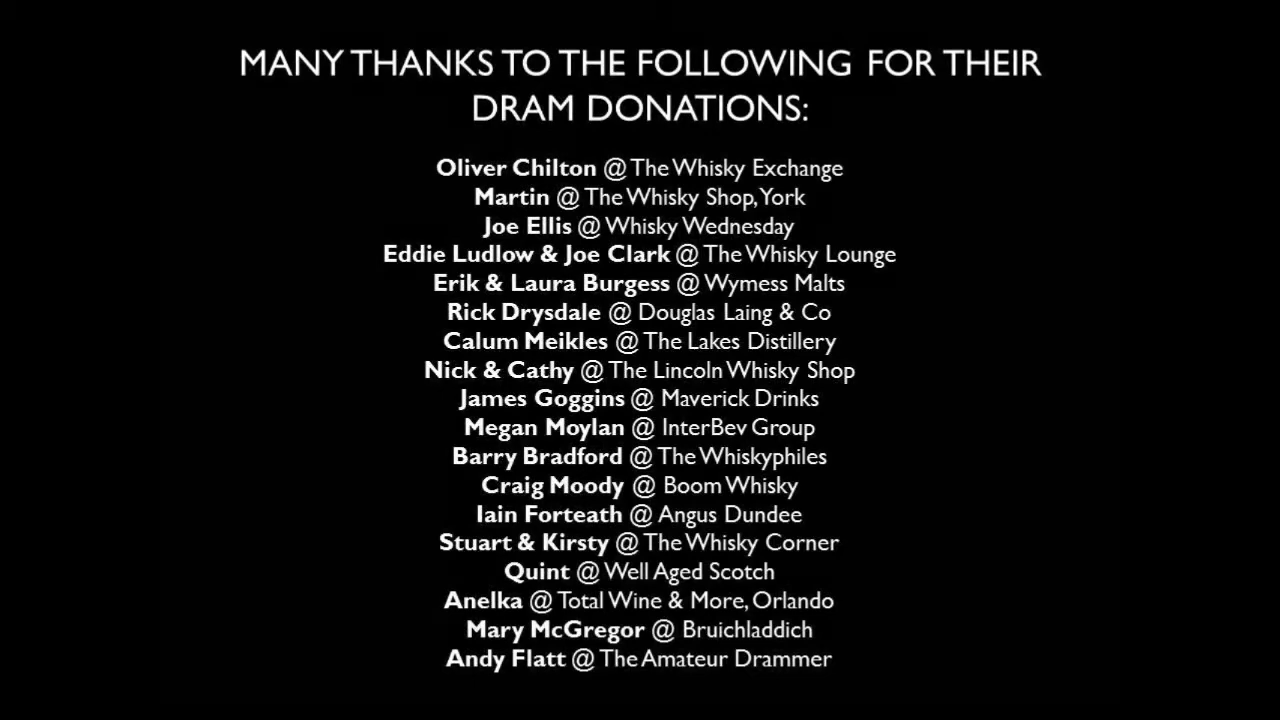 MANY THANKS TO THE FOLLOWING FOR THEIR
DRAM DONATIONS:
Oliver Chilton @ The Whisky Exchange
Martin @ The Whisky Shop, York
Joe Ellis @ Whisky Wednesday
Eddie Ludlow & Joe Clark @ The Whisky Lounge
Erik & Laura Burgess @ Wymess Malts
Rick Drysdale @ Douglas Laing & Co
Calum Meikles @ The Lakes Distillery
Nick & Cathy @ The Lincoln Whisky Shop
James Goggins @ Maverick Drinks
Megan Moylan @ InterBev Group
Barry Bradford @ The Whiskyphiles
Craig Moody @ Boom Whisky
Iain Forteath @ Angus Dundee
Stuart & Kirsty @ The Whisky Corner
Quint @ Well Aged Scotch
Anelka @ Total Wine & More, Orlando
Mary McGregor @ Bruichladdich
Andy Flatt @ The Amateur Drammer